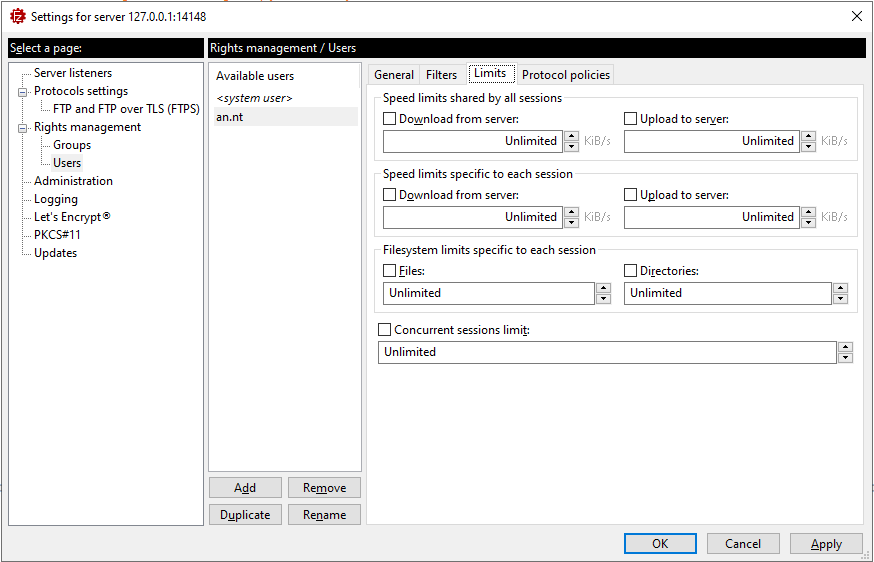 Settings for server 127.0.0.1:14148
Select a page:
Server listeners
Protocols settings
FTP and FTP over TLS (FTPS)
Rights management
Groups
Users
Administration
Logging
Let's Encrypt®
PKCS#11
Updates
Rights management / Users
Available users
<system user>
an.nt
Add
Remove
Duplicate
Rename
General Filters Limits Protocol policies
Speed limits shared by all sessions
Download from server: Upload to server:
Unlimited KiB/s Unlimited KiB/s
Speed limits specific to each session
Download from server: Upload to server:
Unlimited KiB/s Unlimited KiB/s
Filesystem limits specific to each session
Files: Directories:
Unlimited Unlimited
Concurrent sessions limit:
Unlimited
OK Cancel Apply